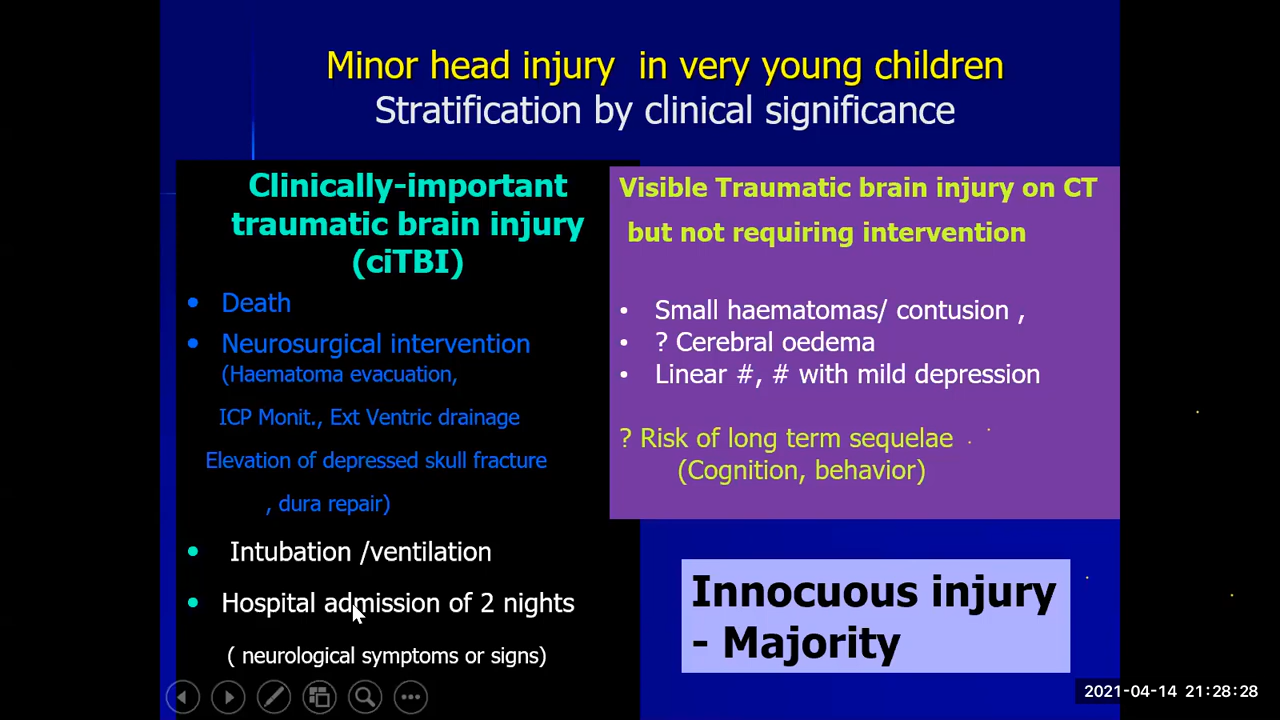 Minor head injury in very young children
Stratification by clinical significance
Clinically-important
traumatic brain injury
(ciTBI)
• Death
• Neurosurgical intervention
(Haematoma evacuation,
ICP Monit., Ext Ventric drainage
Elevation of depressed skull fracture
, dura repair)
• Intubation /ventilation
• Hospital admission of 2 nights
( neurological symptoms or signs)
Visible Traumatic brain injury on CT
but not requiring intervention
• Small haematomas/ contusion ,
• ? Cerebral oedema
• Linear #, # with mild depression
? Risk of long term sequelae
(Cognition, behavior)
Innocuous injury
- Majority
2021-04-14 21:28:28